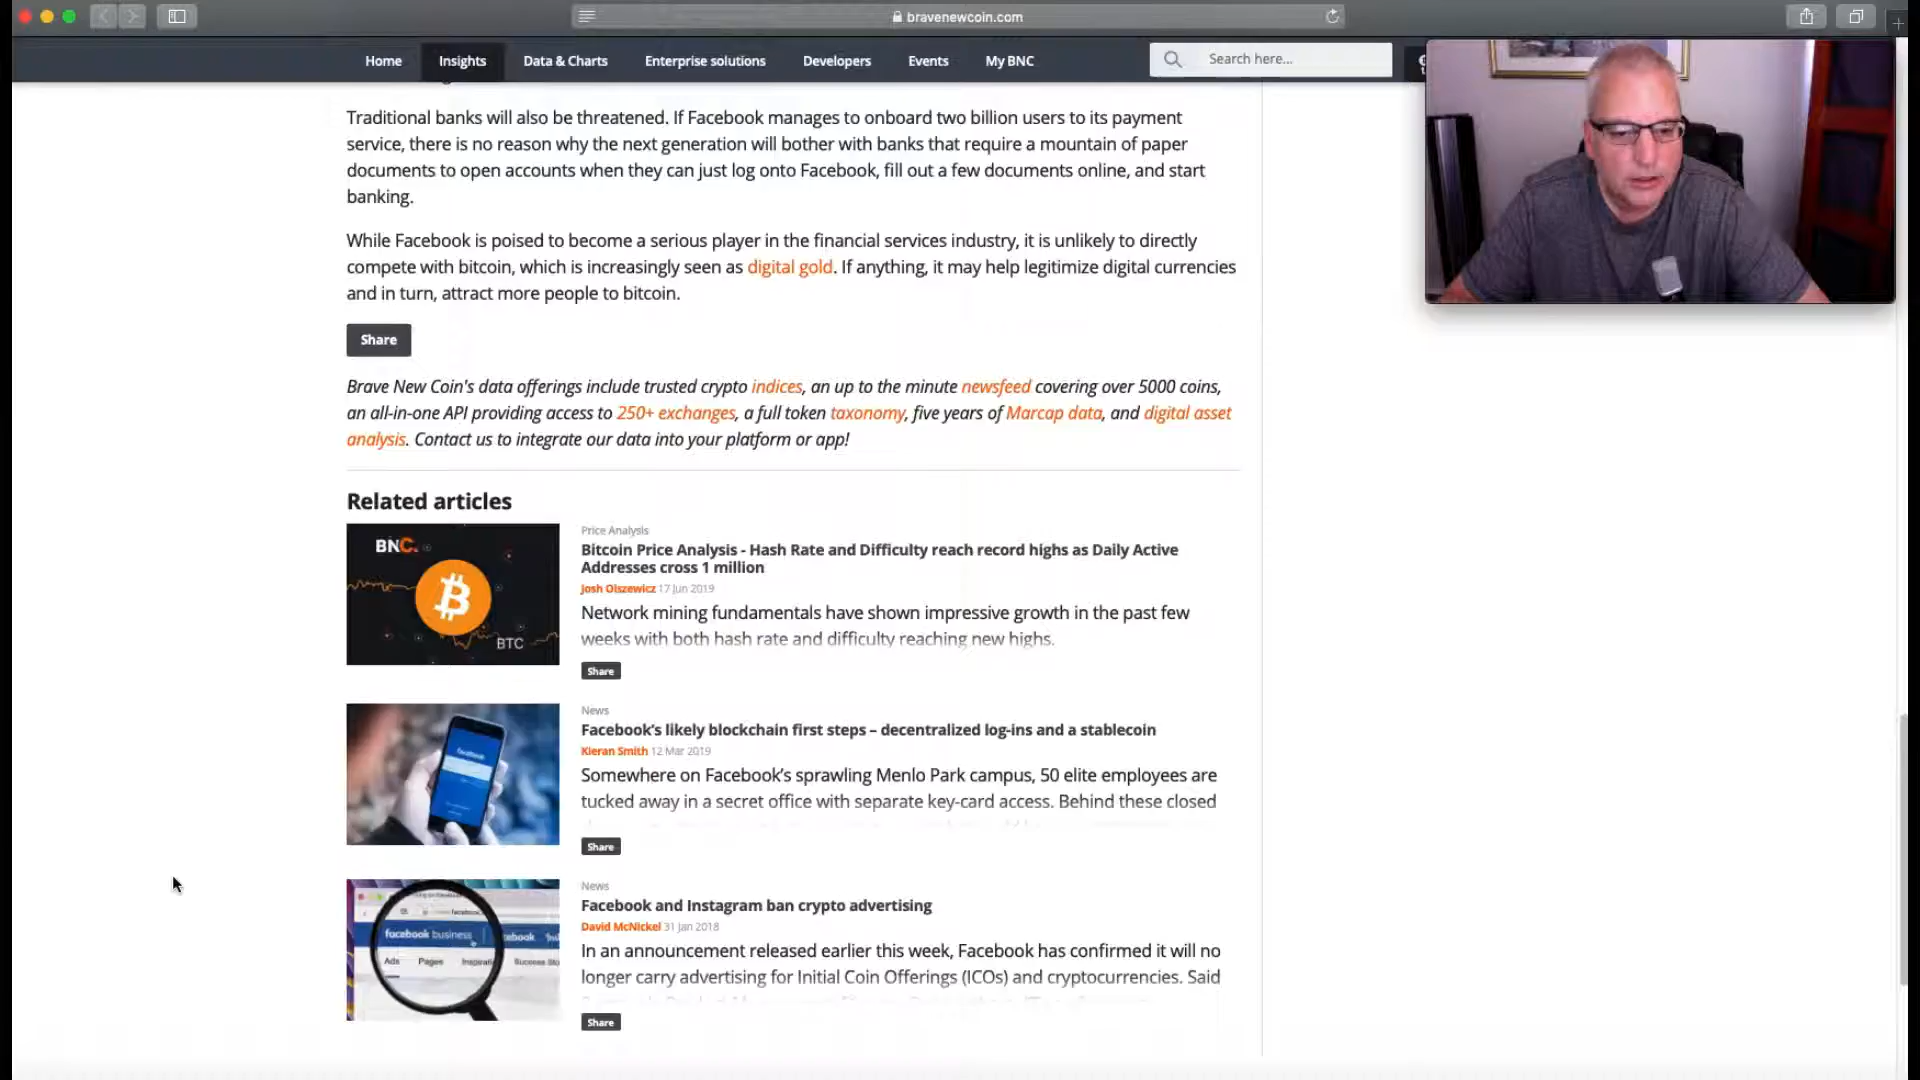 bravenewcoin.com
Home Insights Data & Charts Enterprise solutions Developers Events My BNC Search here...
Traditional banks will also be threatened. If Facebook manages to onboard two billion users to its payment
service, there is no reason why the next generation will bother with banks that require a mountain of paper
documents to open accounts when they can just log onto Facebook, fill out a few documents online, and start
banking.
While Facebook is poised to become a serious player in the financial services industry, it is unlikely to directly
compete with bitcoin, which is increasingly seen as digital gold. If anything, it may help legitimize digital currencies
and in turn, attract more people to bitcoin.
Share
Brave New Coin's data offerings include trusted crypto indices, an up to the minute newsfeed covering over 5000 coins,
an all-in-one API providing access to 250+ exchanges, a full token taxonomy, five years of Marcap data, and digital asset
analysis. Contact us to integrate our data into your platform or app!
Related articles
BNC.
BTC
Price Analysis
Bitcoin Price Analysis - Hash Rate and Difficulty reach record highs as Daily Active
Addresses cross 1 million
Josh Olszewicz 17 Jun 2019
Network mining fundamentals have shown impressive growth in the past few
weeks with both hash rate and difficulty reaching new highs.
Share
facebook
News
Facebook’s likely blockchain first steps – decentralized log-ins and a stablecoin
Kieran Smith 12 Mar 2019
Somewhere on Facebook’s sprawling Menlo Park campus, 50 elite employees are
tucked away in a secret office with separate key-card access. Behind these closed
Share
facebook business
Ads Pages Inspiration Success
News
Facebook and Instagram ban crypto advertising
David McNickel 31 Jan 2018
In an announcement released earlier this week, Facebook has confirmed it will no
longer carry advertising for Initial Coin Offerings (ICOs) and cryptocurrencies. Said
Share